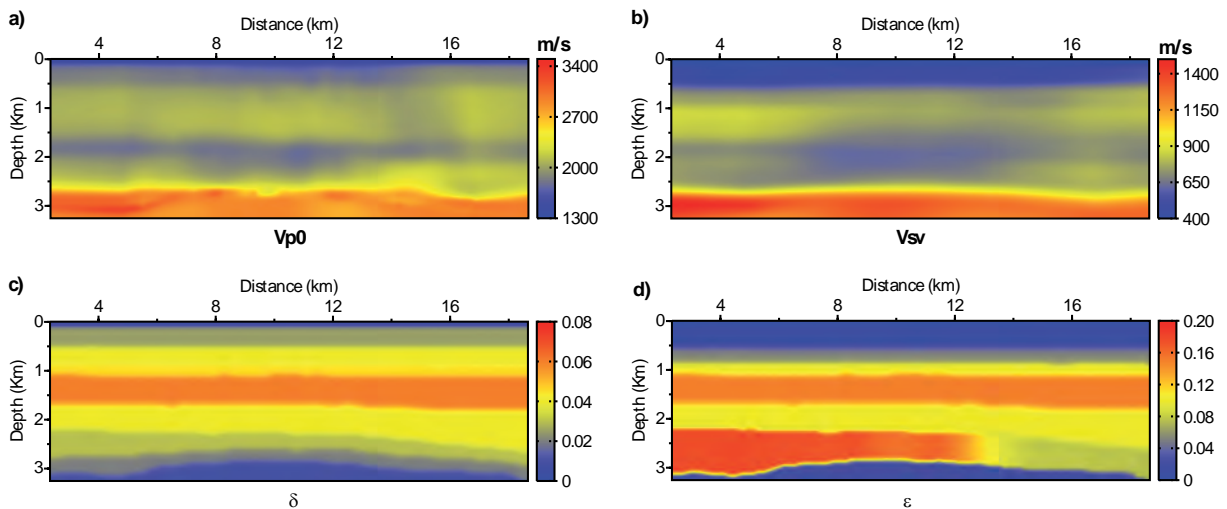 a)
Distance (km)
4 8 12 16
m/s
0
1
2
3
Depth (Km)
3400
2700
2000
1300
Vp0
b)
Distance (km)
4 8 12 16
m/s
0
1
2
3
Depth (Km)
1400
1150
900
650
400
Vsv
c)
Distance (km)
4 8 12 16
0
1
2
3
Depth (Km)
0.08
0.06
0.04
0.02
0
δ
d)
Distance (km)
4 8 12 16
0
1
2
3
Depth (Km)
0.20
0.16
0.12
0.08
0.04
0
ε